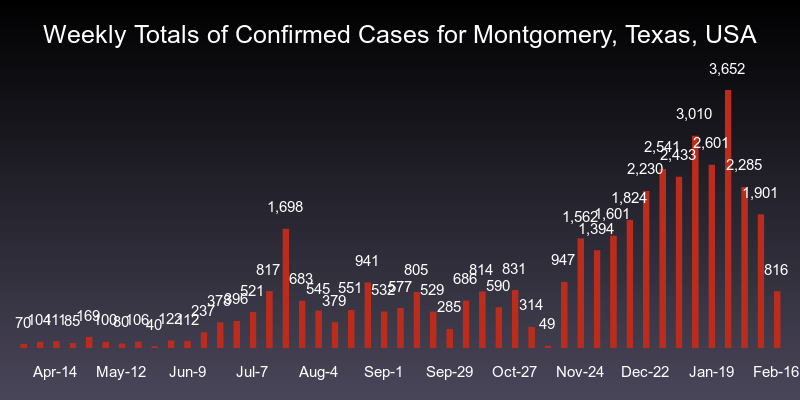 Weekly Totals of Confirmed Cases for Montgomery, Texas, USA
70 104 111 85 169 100 80 106 40 122 112 237 378 396 521 817 1,698 683 545 379 551 941 532 577 805 529 285 686 814 590 831 314 49 947 1,562 1,394 1,601 1,824 2,230 2,541 2,433 3,010 2,601 3,652 2,285 1,901 816
Apr-14 May-12 Jun-9 Jul-7 Aug-4 Sep-1 Sep-29 Oct-27 Nov-24 Dec-22 Jan-19 Feb-16